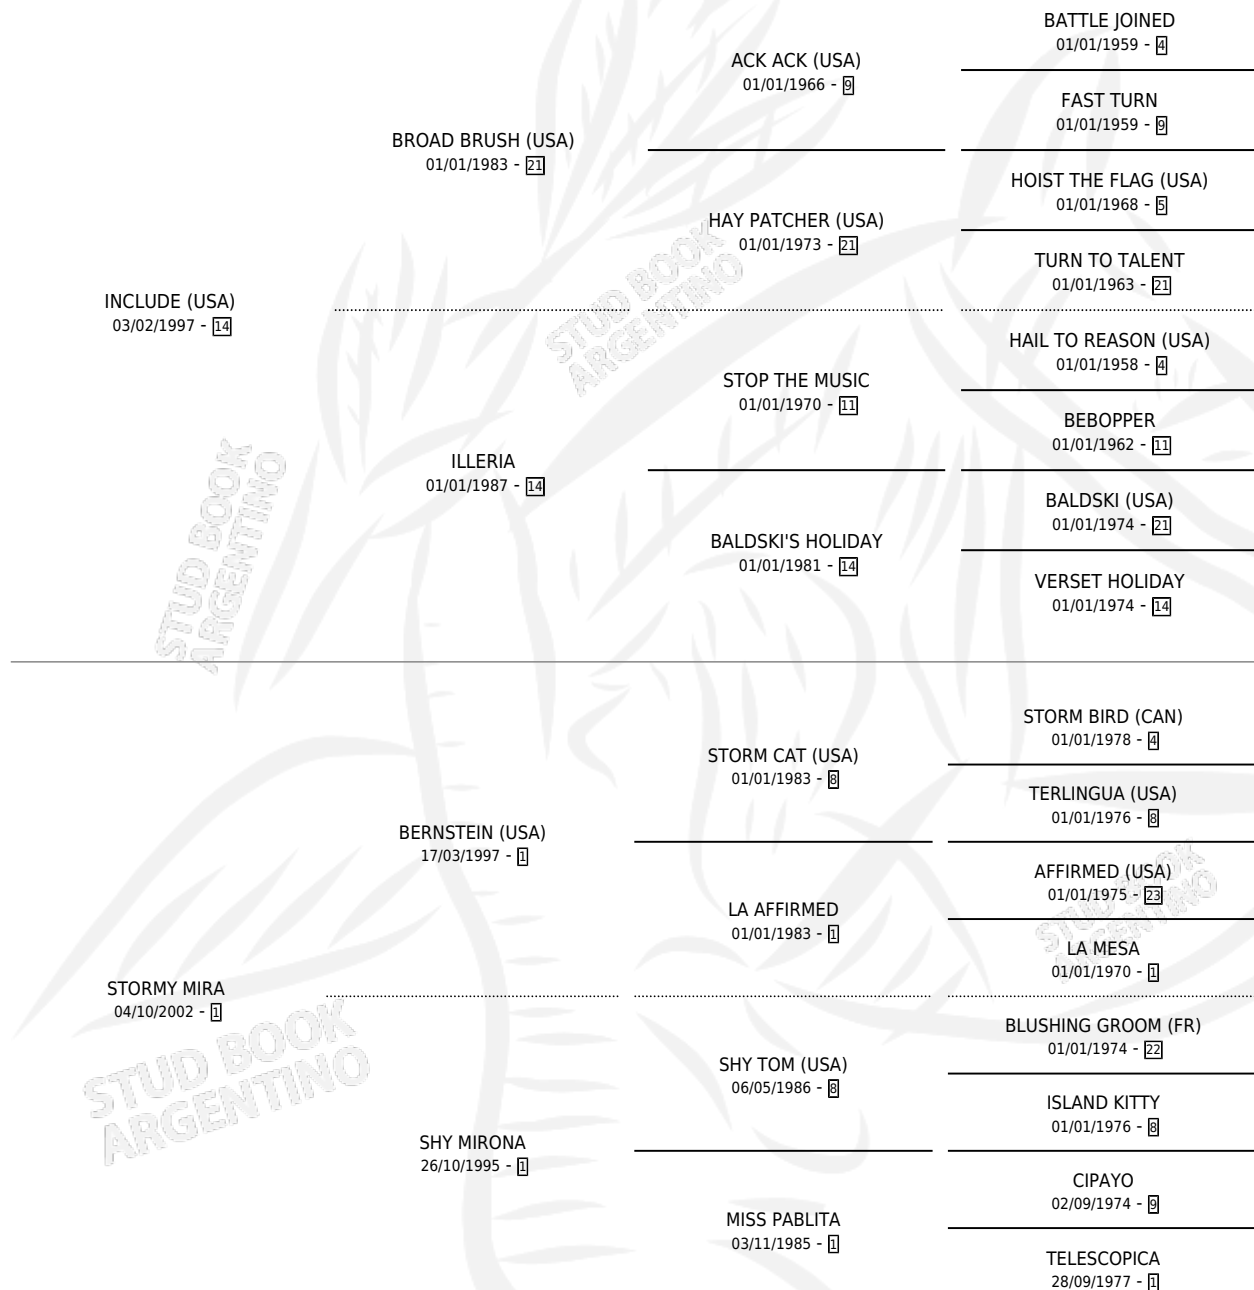 BATTLE JOINED
01/01/1959 - 4
ACK ACK (USA)
01/01/1966 - 9
FAST TURN
01/01/1959 - 9
BROAD BRUSH (USA)
01/01/1983 - 21
HOIST THE FLAG (USA)
01/01/1968 - 5
HAY PATCHER (USA)
01/01/1973 - 21
TURN TO TALENT
01/01/1963 - 21
INCLUDE (USA)
03/02/1997 - 14
HAIL TO REASON (USA)
01/01/1958 - 4
STOP THE MUSIC
01/01/1970 - 11
BEBOPPER
01/01/1962 - 11
ILLERIA
01/01/1987 - 14
BALDSKI (USA)
01/01/1974 - 21
BALDSKI'S HOLIDAY
01/01/1981 - 14
VERSET HOLIDAY
01/01/1974 - 14
STORM BIRD (CAN)
01/01/1978 - 4
STORM CAT (USA)
01/01/1983 - 8
TERLINGUA (USA)
01/01/1976 - 8
BERNSTEIN (USA)
17/03/1997 - 1
AFFIRMED (USA)
01/01/1975 - 23
LA AFFIRMED
01/01/1983 - 1
LA MESA
01/01/1970 - 1
STORMY MIRA
04/10/2002 - 1
BLUSHING GROOM (FR)
01/01/1974 - 22
SHY TOM (USA)
06/05/1986 - 8
ISLAND KITTY
01/01/1976 - 8
SHY MIRONA
26/10/1995 - 1
CIPAYO
02/09/1974 - 9
MISS PABLITA
03/11/1985 - 1
TELESCOPICA
28/09/1977 - 1
STUD BOOK
ARGENTINO
STUD BOOK
ARGENTINO
STUD BOOK
ARGENTINO
STUD BOOK
ARGENTINO